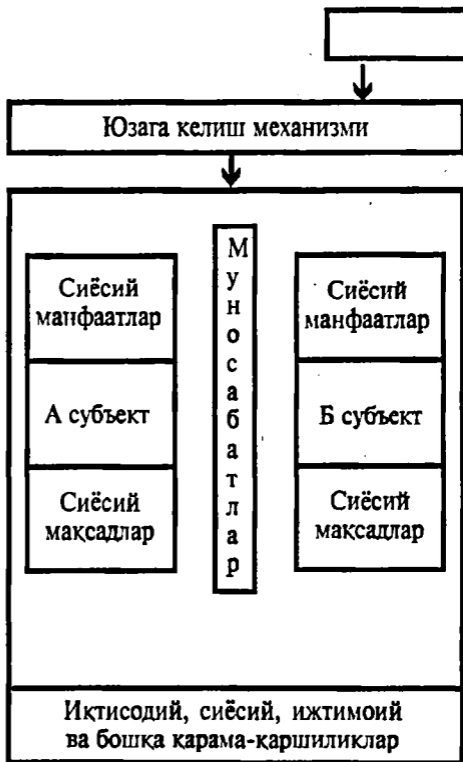 Юзага келиш механизми
Сиёсий
манфаатлар
А субъект
Сиёсий
мақсадлар
Муносабатлар
Сиёсий
манфаатлар
Б субъект
Сиёсий
мақсадлар
Иқтисодий, сиёсий, ижтимоий
ва бошқа қарама-қаршиликлар